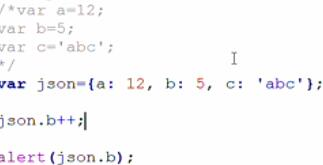 /*var a=12;
var b=5;
var c='abc';
*/
var json={a: 12, b: 5, c: 'abc'};
json.b++;
alert(json.b);